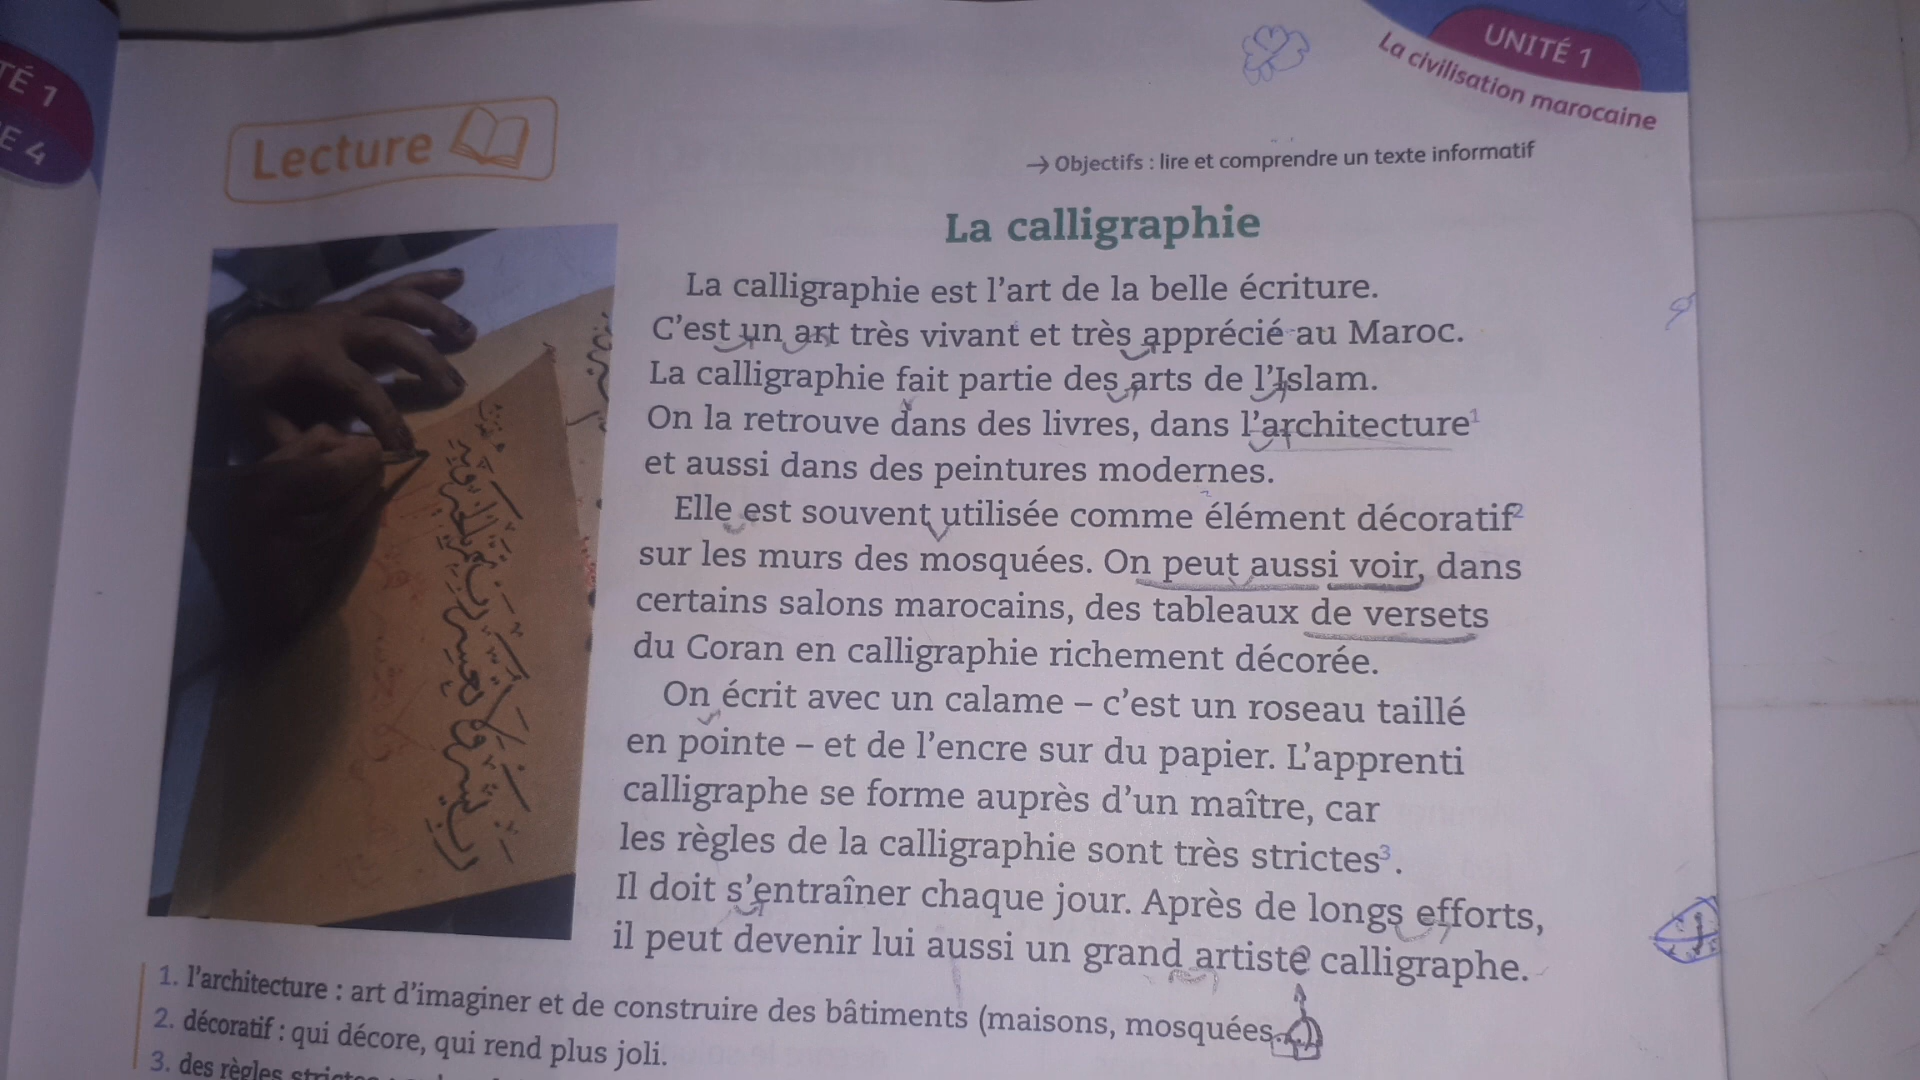 TÉ 1
E 4
UNITÉ 1
La civilisation marocaine
Lecture
→ Objectifs : lire et comprendre un texte informatif
La calligraphie
La calligraphie est l'art de la belle écriture.
C'est un art très vivant et très apprécié au Maroc.
La calligraphie fait partie des arts de l'Islam.
On la retrouve dans des livres, dans l'architecture¹
et aussi dans des peintures modernes.
Elle est souvent utilisée comme élément décoratif²
sur les murs des mosquées. On peut aussi voir, dans
certains salons marocains, des tableaux de versets
du Coran en calligraphie richement décorée.
On écrit avec un calame – c'est un roseau taillé
en pointe – et de l'encre sur du papier. L'apprenti
calligraphe se forme auprès d'un maître, car
les règles de la calligraphie sont très strictes³.
Il doit s'entraîner chaque jour. Après de longs efforts,
il peut devenir lui aussi un grand artiste calligraphe.
1. l'architecture : art d'imaginer et de construire des bâtiments (maisons, mosquées
2. décoratif : qui décore, qui rend plus joli.
3. des règles strictes